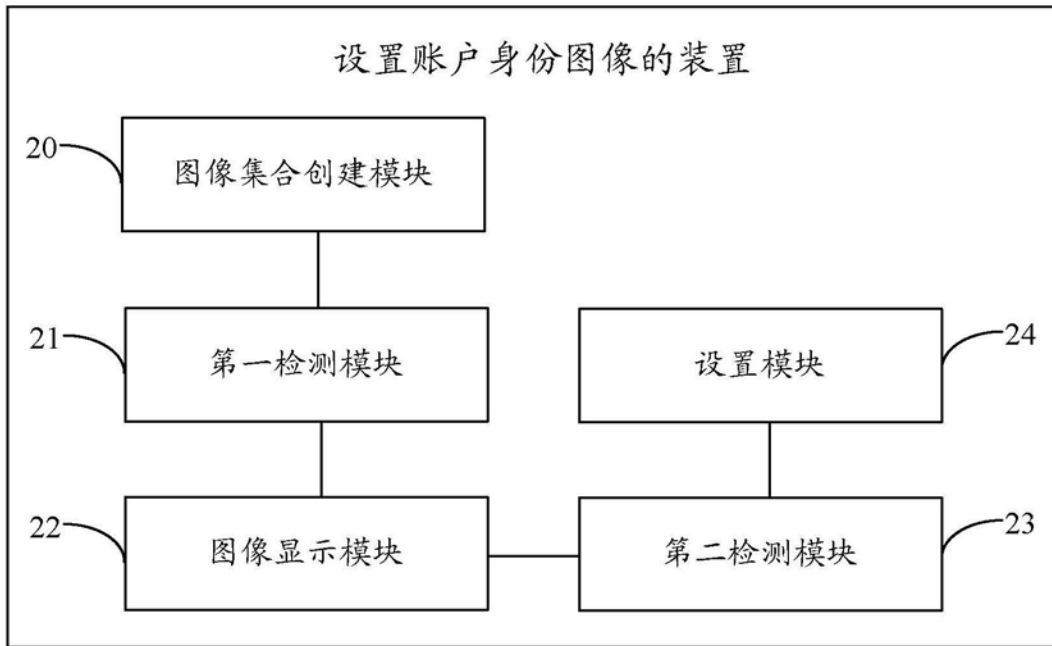 设置账户身份图像的装置
20
图像集合创建模块
21
第一检测模块
设置模块
24
22
图像显示模块
第二检测模块
23